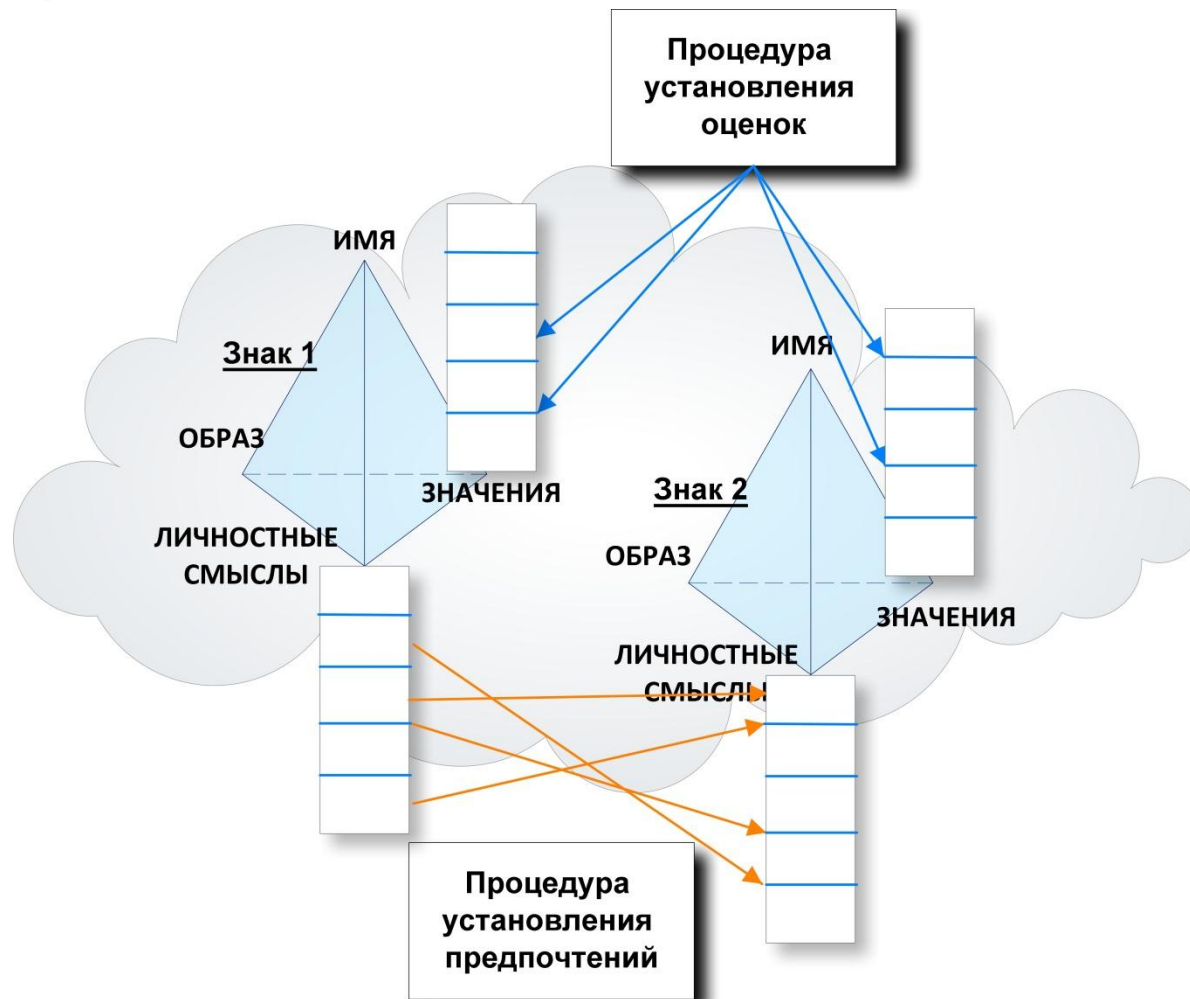 Процедура
установления
оценок
ИМЯ
Знак 1
ОБРАЗ
ЗНАЧЕНИЯ
ЛИЧНОСТНЫЕ
СМЫСЛЫ
ИМЯ
Знак 2
ОБРАЗ
ЗНАЧЕНИЯ
ЛИЧНОСТНЫЕ
СМЫСЛЫ
Процедура
установления
предпочтений